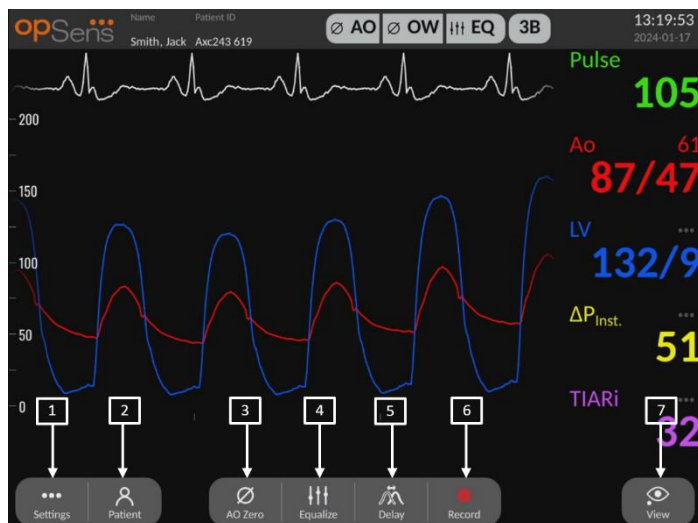 opSens
Name Patient ID
Smith, Jack Axc243 619
Ø AO Ø OW EQ 3B
13:19:53
2024-01-17
Pulse
105
200
Ao 61
87/47
150
LV ...
132/9
100
ΔPInst. ...
51
50
TIARi ...
32
0
1 2 3 4 5 6 7
Settings Patient AO Zero Equalize Delay Record View